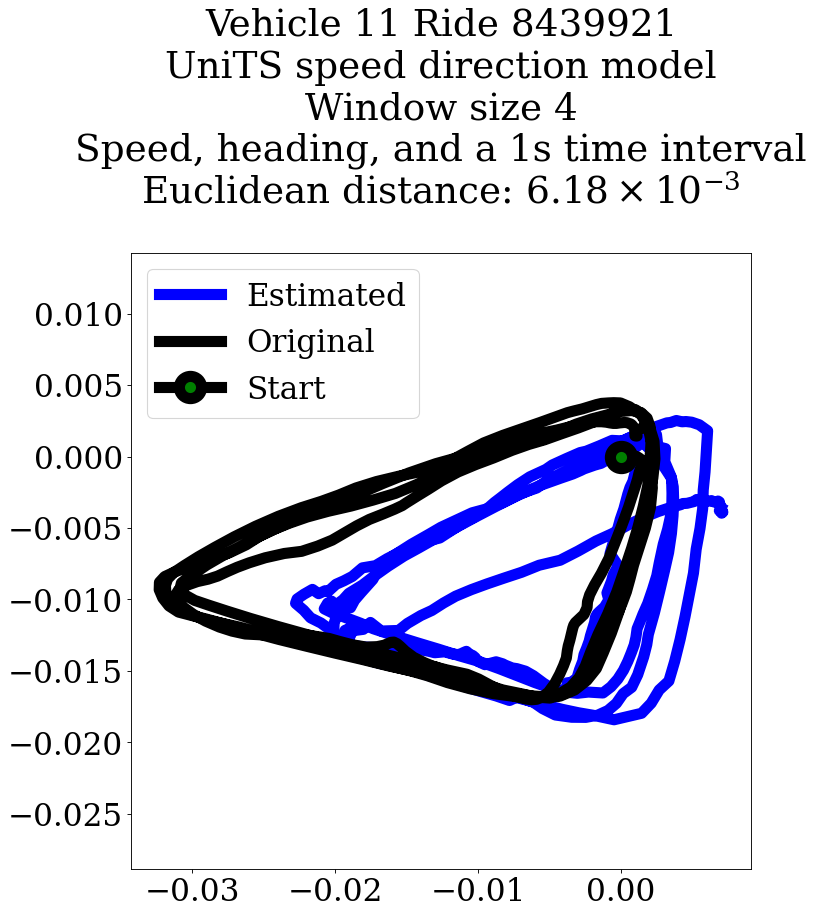 Vehicle 11 Ride 8439921
UniTS speed direction model
Window size 4
Speed, heading, and a 1s time interval
Euclidean distance: 6.18 × 10⁻³
Estimated
Original
Start
0.010
0.005
0.000
−0.005
−0.010
−0.015
−0.020
−0.025
−0.03
−0.02
−0.01
0.00